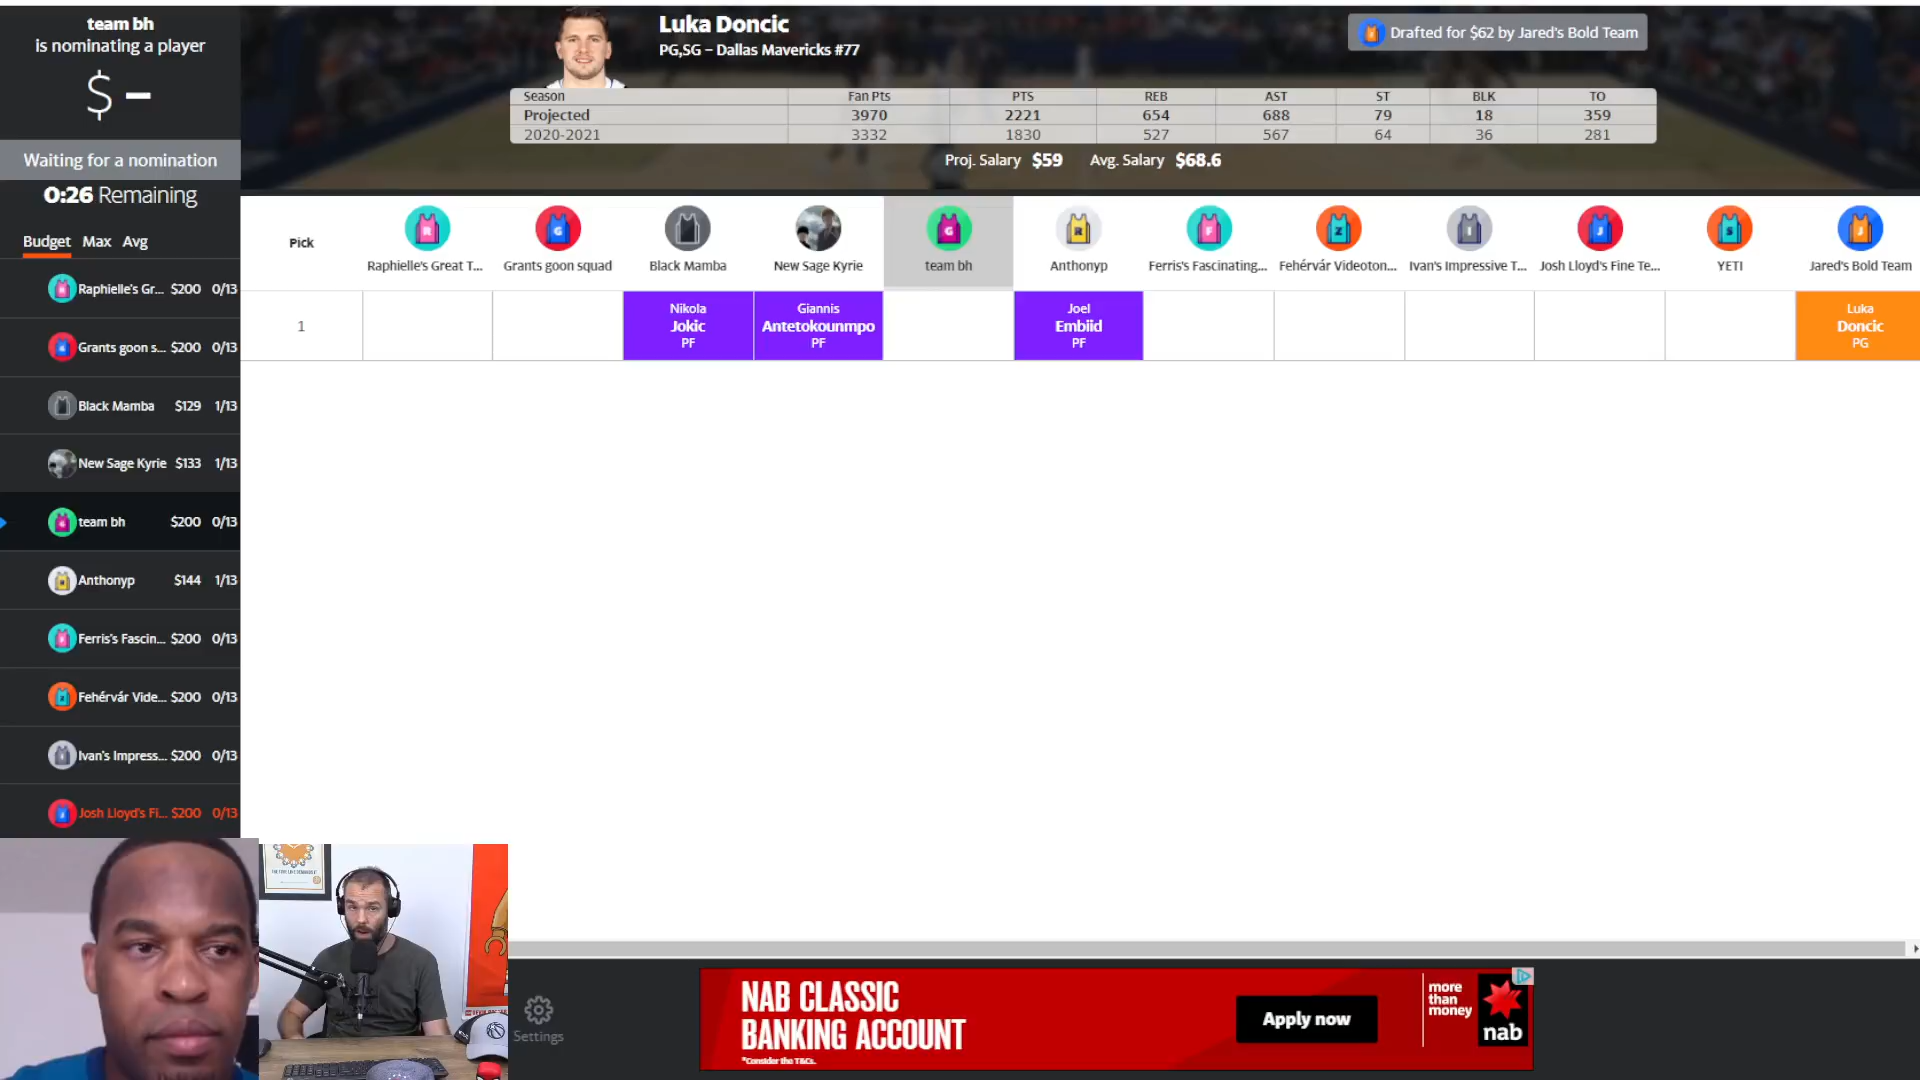 team bh
is nominating a player
$ –
Waiting for a nomination
0:26 Remaining
Budget Max Avg
Raphielle's Gr... $200 0/13
Grants goon s... $200 0/13
Black Mamba $129 1/13
New Sage Kyrie $133 1/13
team bh $200 0/13
Anthonyp $144 1/13
Ferris's Fascin... $200 0/13
Fehérvár Vide... $200 0/13
Ivan's Impress... $200 0/13
Josh Lloyd's Fi... $200 0/13
Luka Doncic
PG,SG – Dallas Mavericks #77
Drafted for $62 by Jared's Bold Team
Season Fan Pts PTS REB AST ST BLK TO
Projected 3970 2221 654 688 79 18 359
2020-2021 3332 1830 527 567 64 36 281
Proj. Salary $59 Avg. Salary $68.6
R G G R F Z I J S J
Pick Raphielle's Great T... Grants goon squad Black Mamba New Sage Kyrie team bh Anthonyp Ferris's Fascinating... Fehérvár Videoton... Ivan's Impressive T... Josh Lloyd's Fine Te... YETI Jared's Bold Team
1
Nikola
Jokic
PF
Giannis
Antetokounmpo
PF
Joel
Embiid
PF
Luka
Doncic
PG
Settings
NAB CLASSIC
BANKING ACCOUNT
*Consider the T&Cs.
Apply now
more
than
money
nab